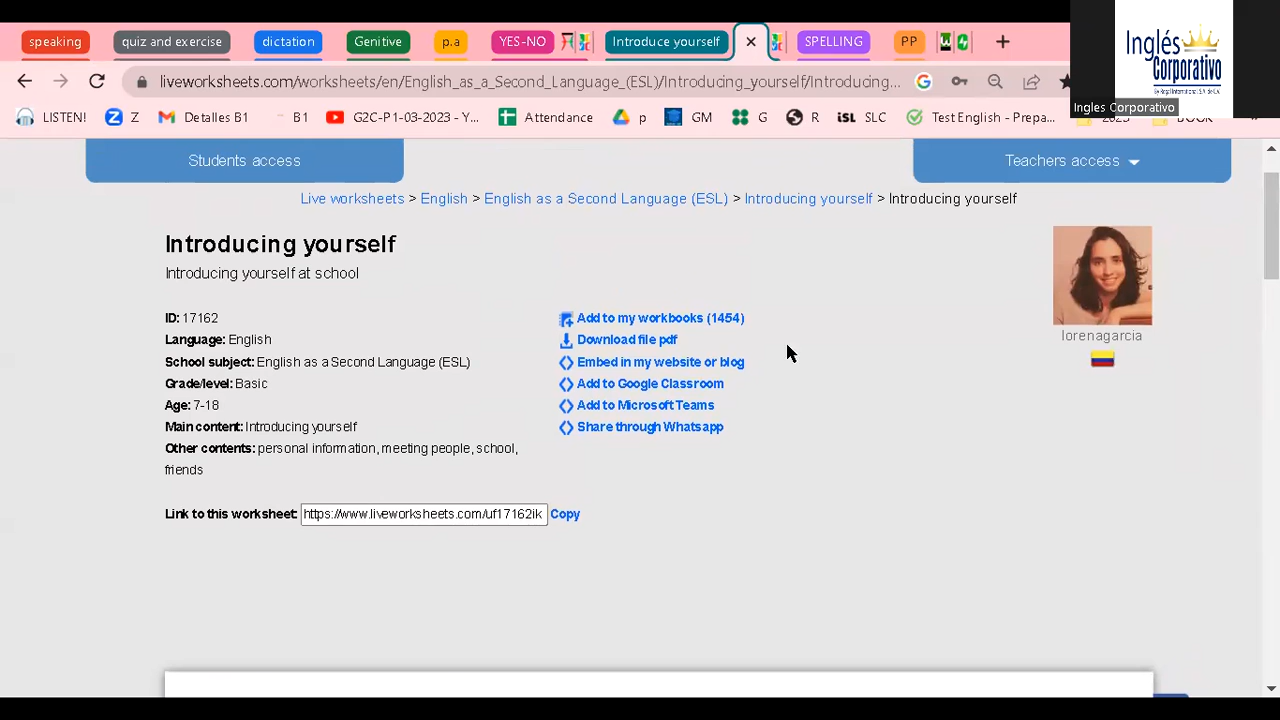 speaking quiz and exercise dictation Genitive p.a YES-NO Introduce yourself SPELLING PP
liveworksheets.com/worksheets/en/English_as_a_Second_Language_(ESL)/Introducing_yourself/Introducing...
Inglés
Corporativo
Ingles Corporativo
LISTEN! Z Detalles B1 B1 G2C-P1-03-2023 - Y... Attendance p GM G R SLC Test English - Prepa... 2023 BOOK
Students access Teachers access
Live worksheets > English > English as a Second Language (ESL) > Introducing yourself > Introducing yourself
Introducing yourself
Introducing yourself at school
ID: 17162
Language: English
School subject: English as a Second Language (ESL)
Grade/level: Basic
Age: 7-18
Main content: Introducing yourself
Other contents: personal information, meeting people, school,
friends
Add to my workbooks (1454)
Download file pdf
Embed in my website or blog
Add to Google Classroom
Add to Microsoft Teams
Share through Whatsapp
lorenagarcia
Link to this worksheet: https://www.liveworksheets.com/uf17162ik Copy